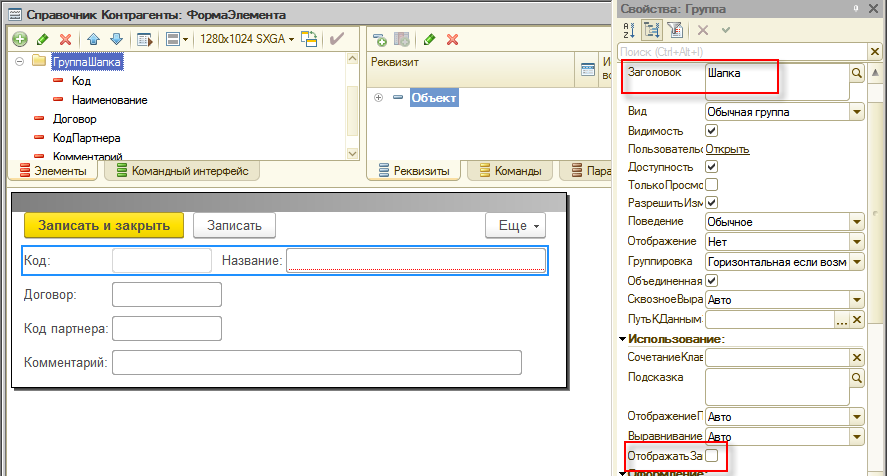 Справочник Контрагенты: ФормаЭлемента
1280x1024 SXGA
ГруппаШапка
Код
Наименование
Договор
КодПартнера
Комментарий
Элементы
Командный интерфейс
Реквизит
Объект
Реквизиты
Команды
Пара
Записать и закрыть
Записать
Еще
Код:
Название:
Договор:
Код партнера:
Комментарий:
Свойства: Группа
Поиск (Ctrl+Alt+I)
Заголовок Шапка
Вид Обычная группа
Видимость
Пользовательс Открыть
Доступность
ТолькоПросмо
РазрешитьИзм
Поведение Обычное
Отображение Нет
Группировка Горизонтальная если возм
Объединенная
СквозноеВыра Авто
ПутьКДанным
Использование:
СочетаниеКлав
Подсказка
ОтображениеП Авто
Выравнивание Авто
ОтображатьЗа
Оформление: